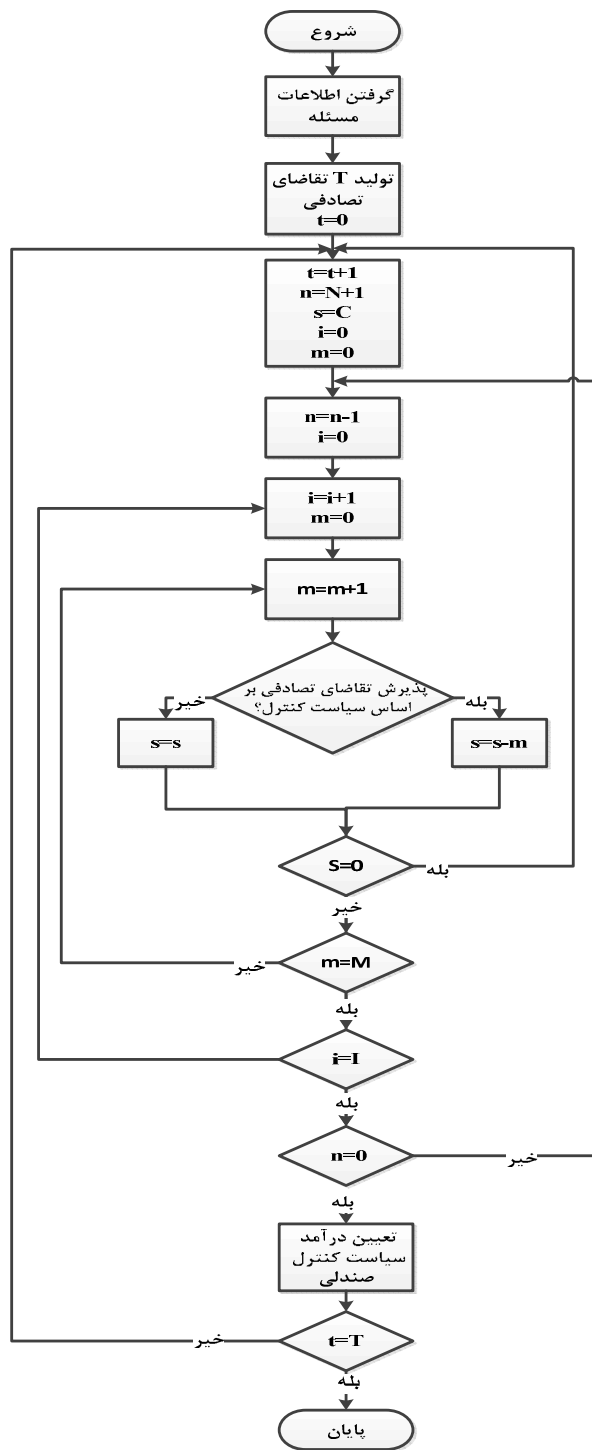 شروع
گرفتن اطلاعات
مسئله
تولید T تقاضای
تصادفی
t=0
t=t+1
n=N+1
s=C
i=0
m=0
n=n-1
i=0
i=i+1
m=0
m=m+1
پذیرش تقاضای تصادفی بر
اساس سیاست کنترل؟
خیر
بله
s=s
s=s-m
S=0
بله
خیر
m=M
خیر
بله
i=I
بله
n=0
خیر
بله
تعیین درآمد
سیاست کنترل
صندلی
t=T
خیر
بله
پایان